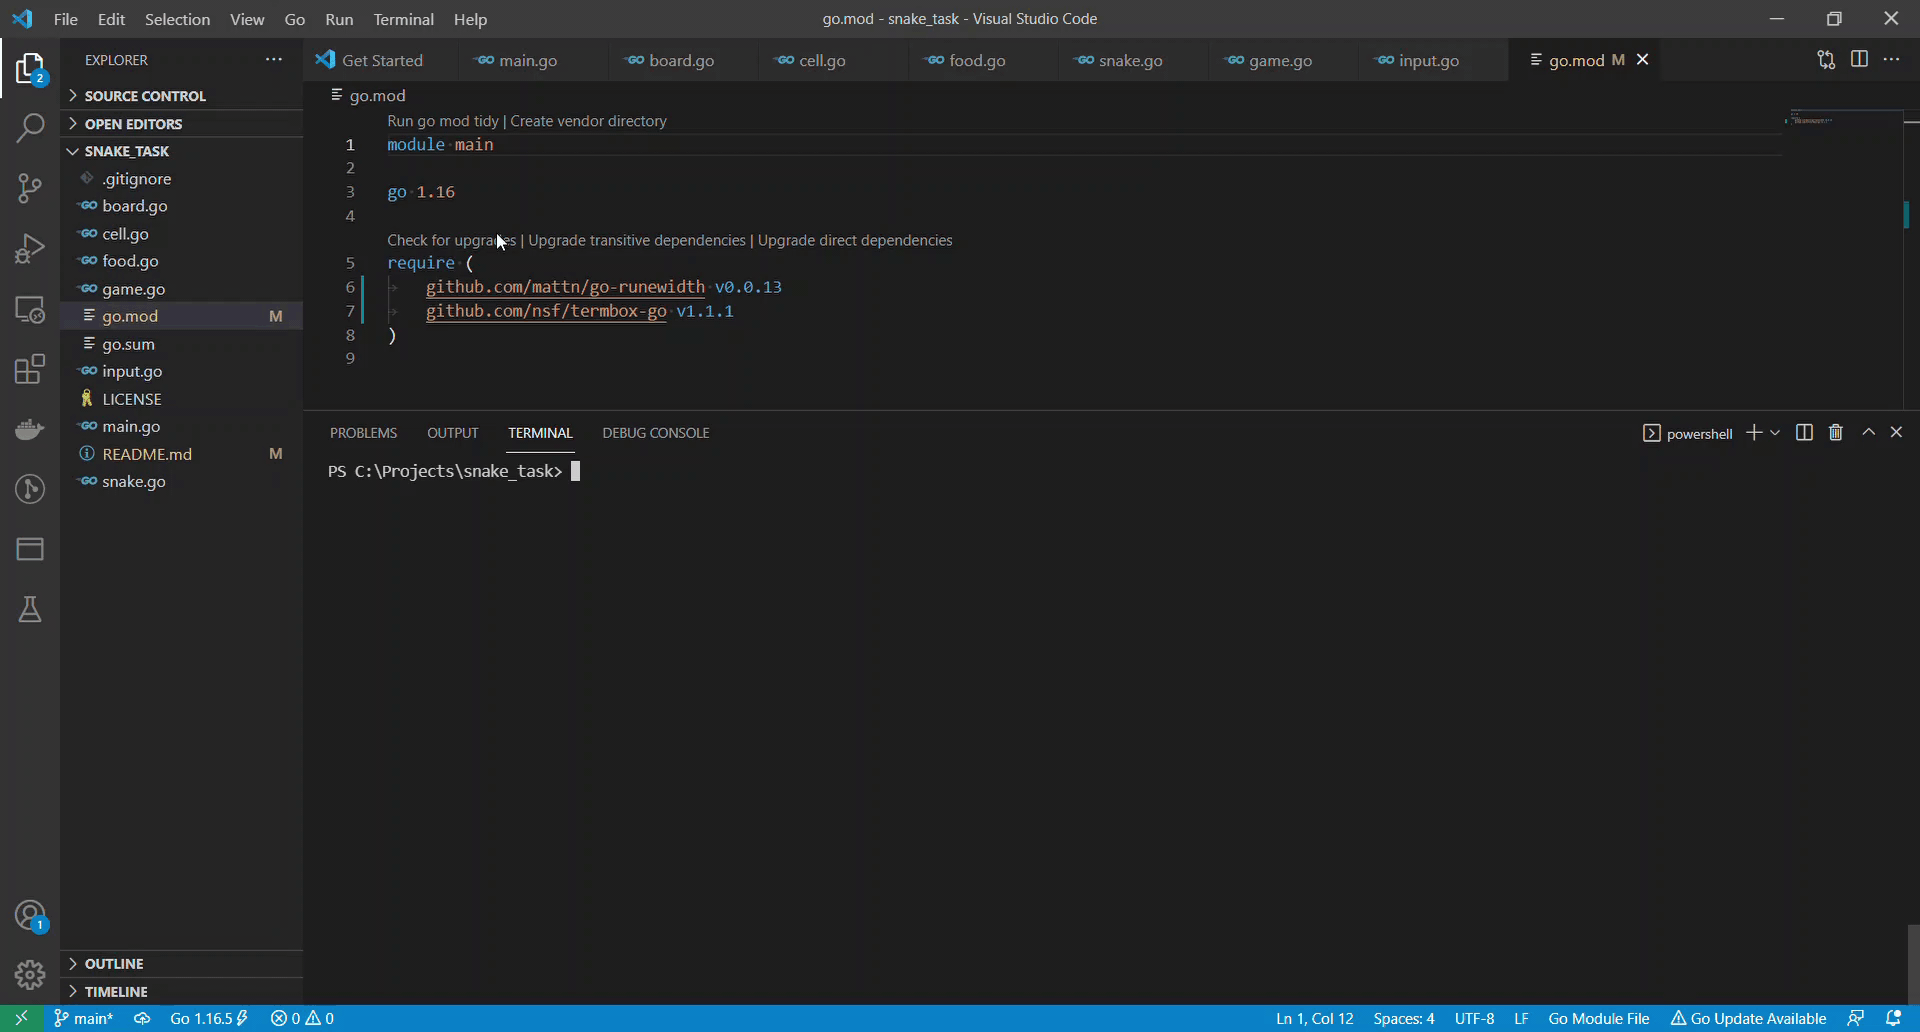 File Edit Selection View Go Run Terminal Help
go.mod - snake_task - Visual Studio Code
EXPLORER
Get Started main.go board.go cell.go food.go snake.go game.go input.go go.mod M
2
SOURCE CONTROL
OPEN EDITORS
SNAKE_TASK
.gitignore
board.go
cell.go
food.go
game.go
go.mod M
go.sum
input.go
LICENSE
main.go
README.md M
snake.go
OUTLINE
TIMELINE
1
go.mod
Run go mod tidy | Create vendor directory
1 module main
2
3 go 1.16
4
Check for upgrades | Upgrade transitive dependencies | Upgrade direct dependencies
5 require (
6 github.com/mattn/go-runewidth v0.0.13
7 github.com/nsf/termbox-go v1.1.1
8 )
9
PROBLEMS OUTPUT TERMINAL DEBUG CONSOLE
powershell
PS C:\Projects\snake_task>
main* Go 1.16.5 0 0
Ln 1, Col 12 Spaces: 4 UTF-8 LF Go Module File Go Update Available